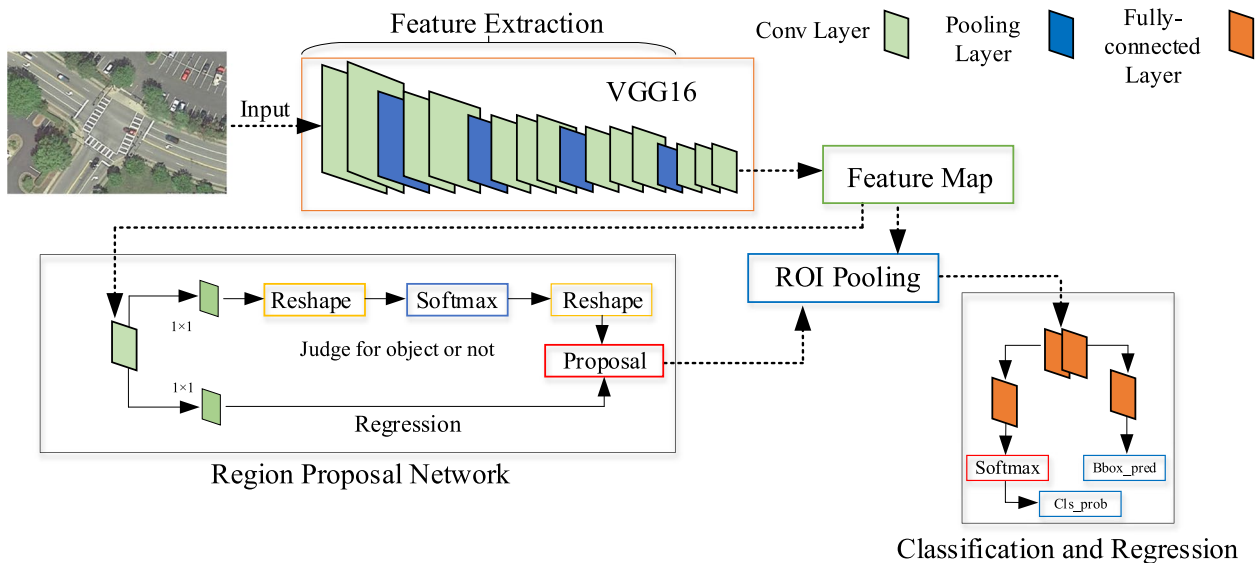 Feature Extraction
Conv Layer
Pooling
Layer
Fully-
connected
Layer
VGG16
Input
Feature Map
ROI Pooling
Reshape
Softmax
Reshape
1×1
Judge for object or not
Proposal
1×1
Regression
Region Proposal Network
Softmax
Bbox_pred
Cls_prob
Classification and Regression